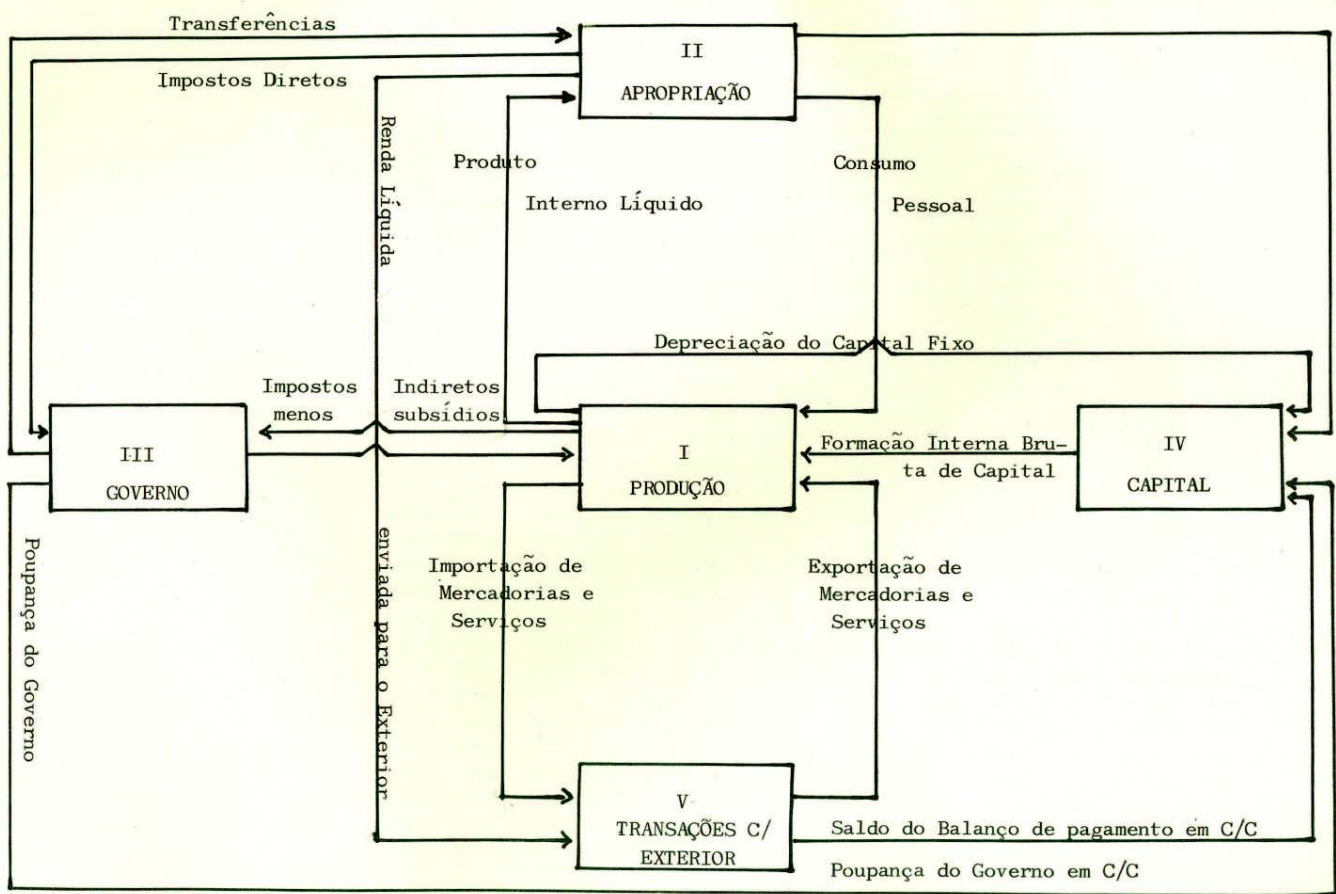 Transferências
II
APROPRIAÇÃO
Impostos Diretos
Renda Líquida
Produto
Interno Líquido
Consumo
Pessoal
Depreciação do Capital Fixo
Impostos Indiretos
menos subsídios
III
GOVERNO
I
PRODUÇÃO
Formação Interna Bru-
ta de Capital
IV
CAPITAL
Poupança do Governo
enviada para o Exterior
Importação de
Mercadorias e
Serviços
Exportação de
Mercadorias e
Serviços
V
TRANSAÇÕES C/
EXTERIOR
Saldo do Balanço de pagamento em C/C
Poupança do Governo em C/C